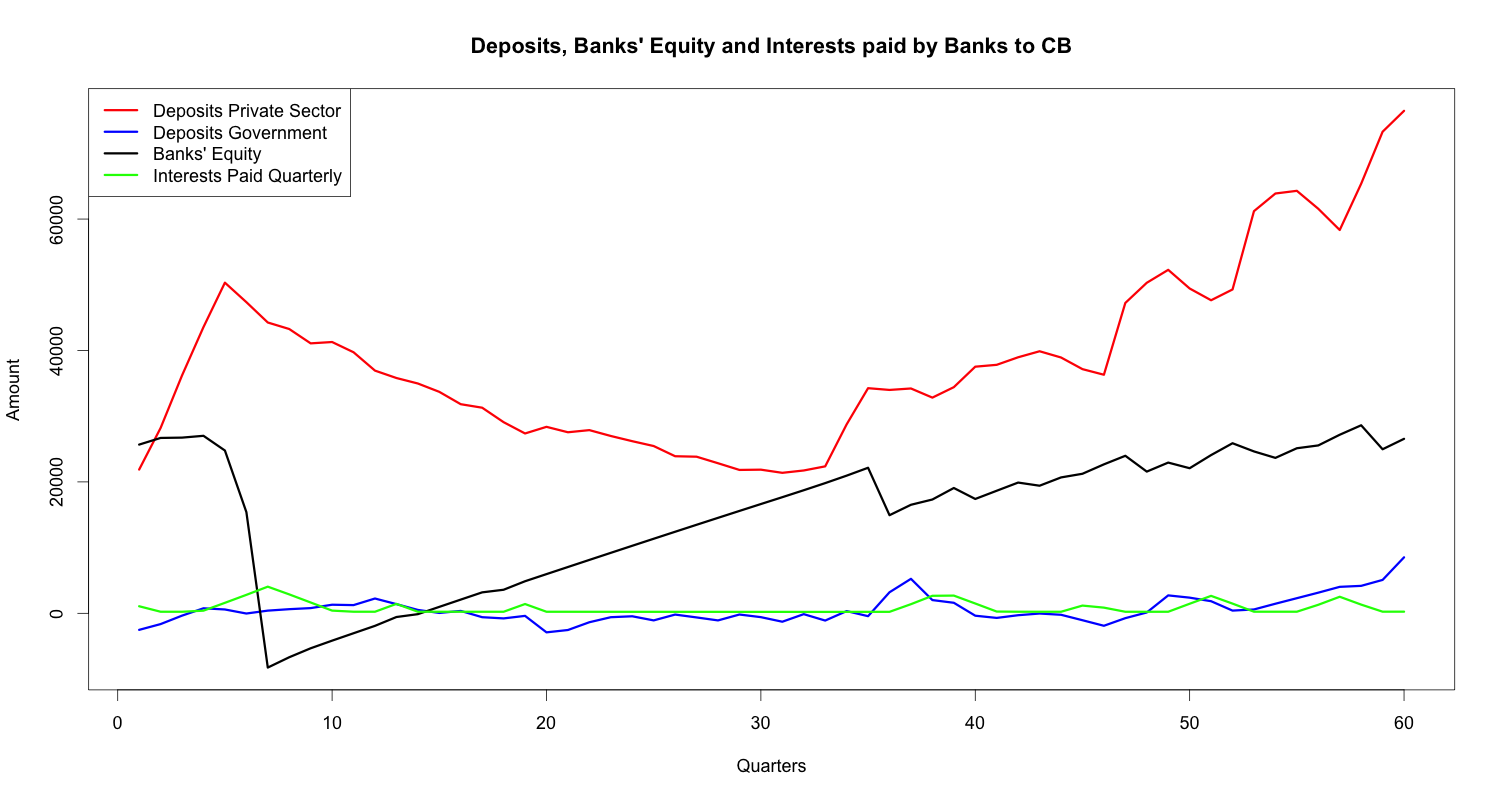 Deposits, Banks' Equity and Interests paid by Banks to CB
Deposits Private Sector
Deposits Government
Banks' Equity
Interests Paid Quarterly
60000
40000
20000
0
Amount
0 10 20 30 40 50 60
Quarters